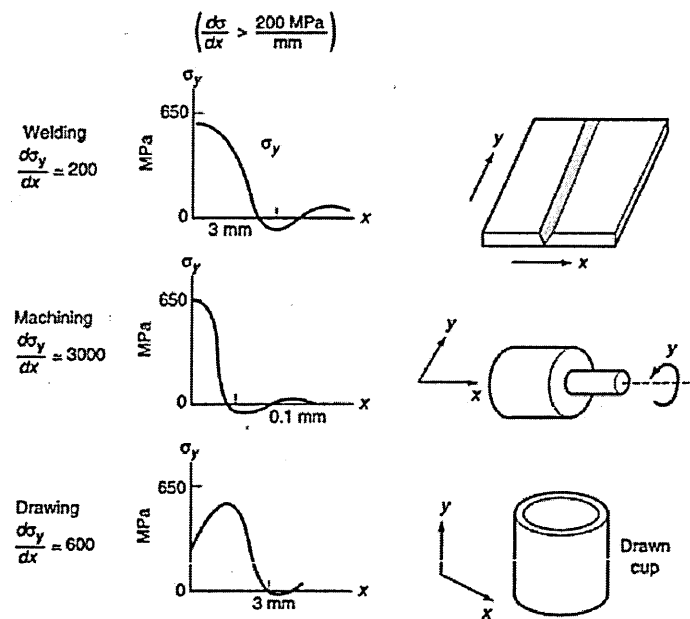 (dσ/dx > 200 MPa/mm)
σy
650
Welding
dσy/dx ≃ 200
MPa
σy
0
3 mm
x
y
x
σy
650
Machining
dσy/dx ≃ 3000
MPa
0
0.1 mm
x
y
x
y
σy
650
Drawing
dσy/dx ≃ 600
MPa
0
3 mm
x
y
x
Drawn
cup